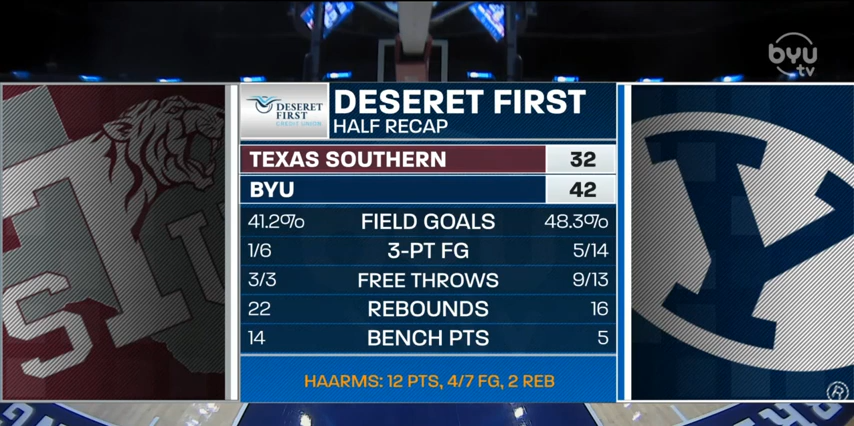 byu
tv
DESERET
FIRST
CREDIT UNION
DESERET FIRST
HALF RECAP
TEXAS SOUTHERN 32
BYU 42
41.2% FIELD GOALS 48.3%
1/6 3-PT FG 5/14
3/3 FREE THROWS 9/13
22 REBOUNDS 16
14 BENCH PTS 5
HAARMS: 12 PTS, 4/7 FG, 2 REB
TSU
Y
®